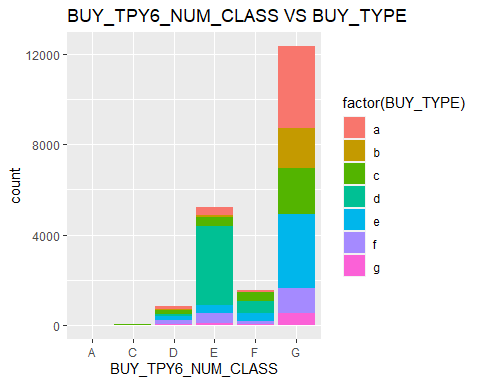 BUY_TPY6_NUM_CLASS VS BUY_TYPE
12000
8000
4000
0
count
A C D E F G
BUY_TPY6_NUM_CLASS
factor(BUY_TYPE)
a
b
c
d
e
f
g